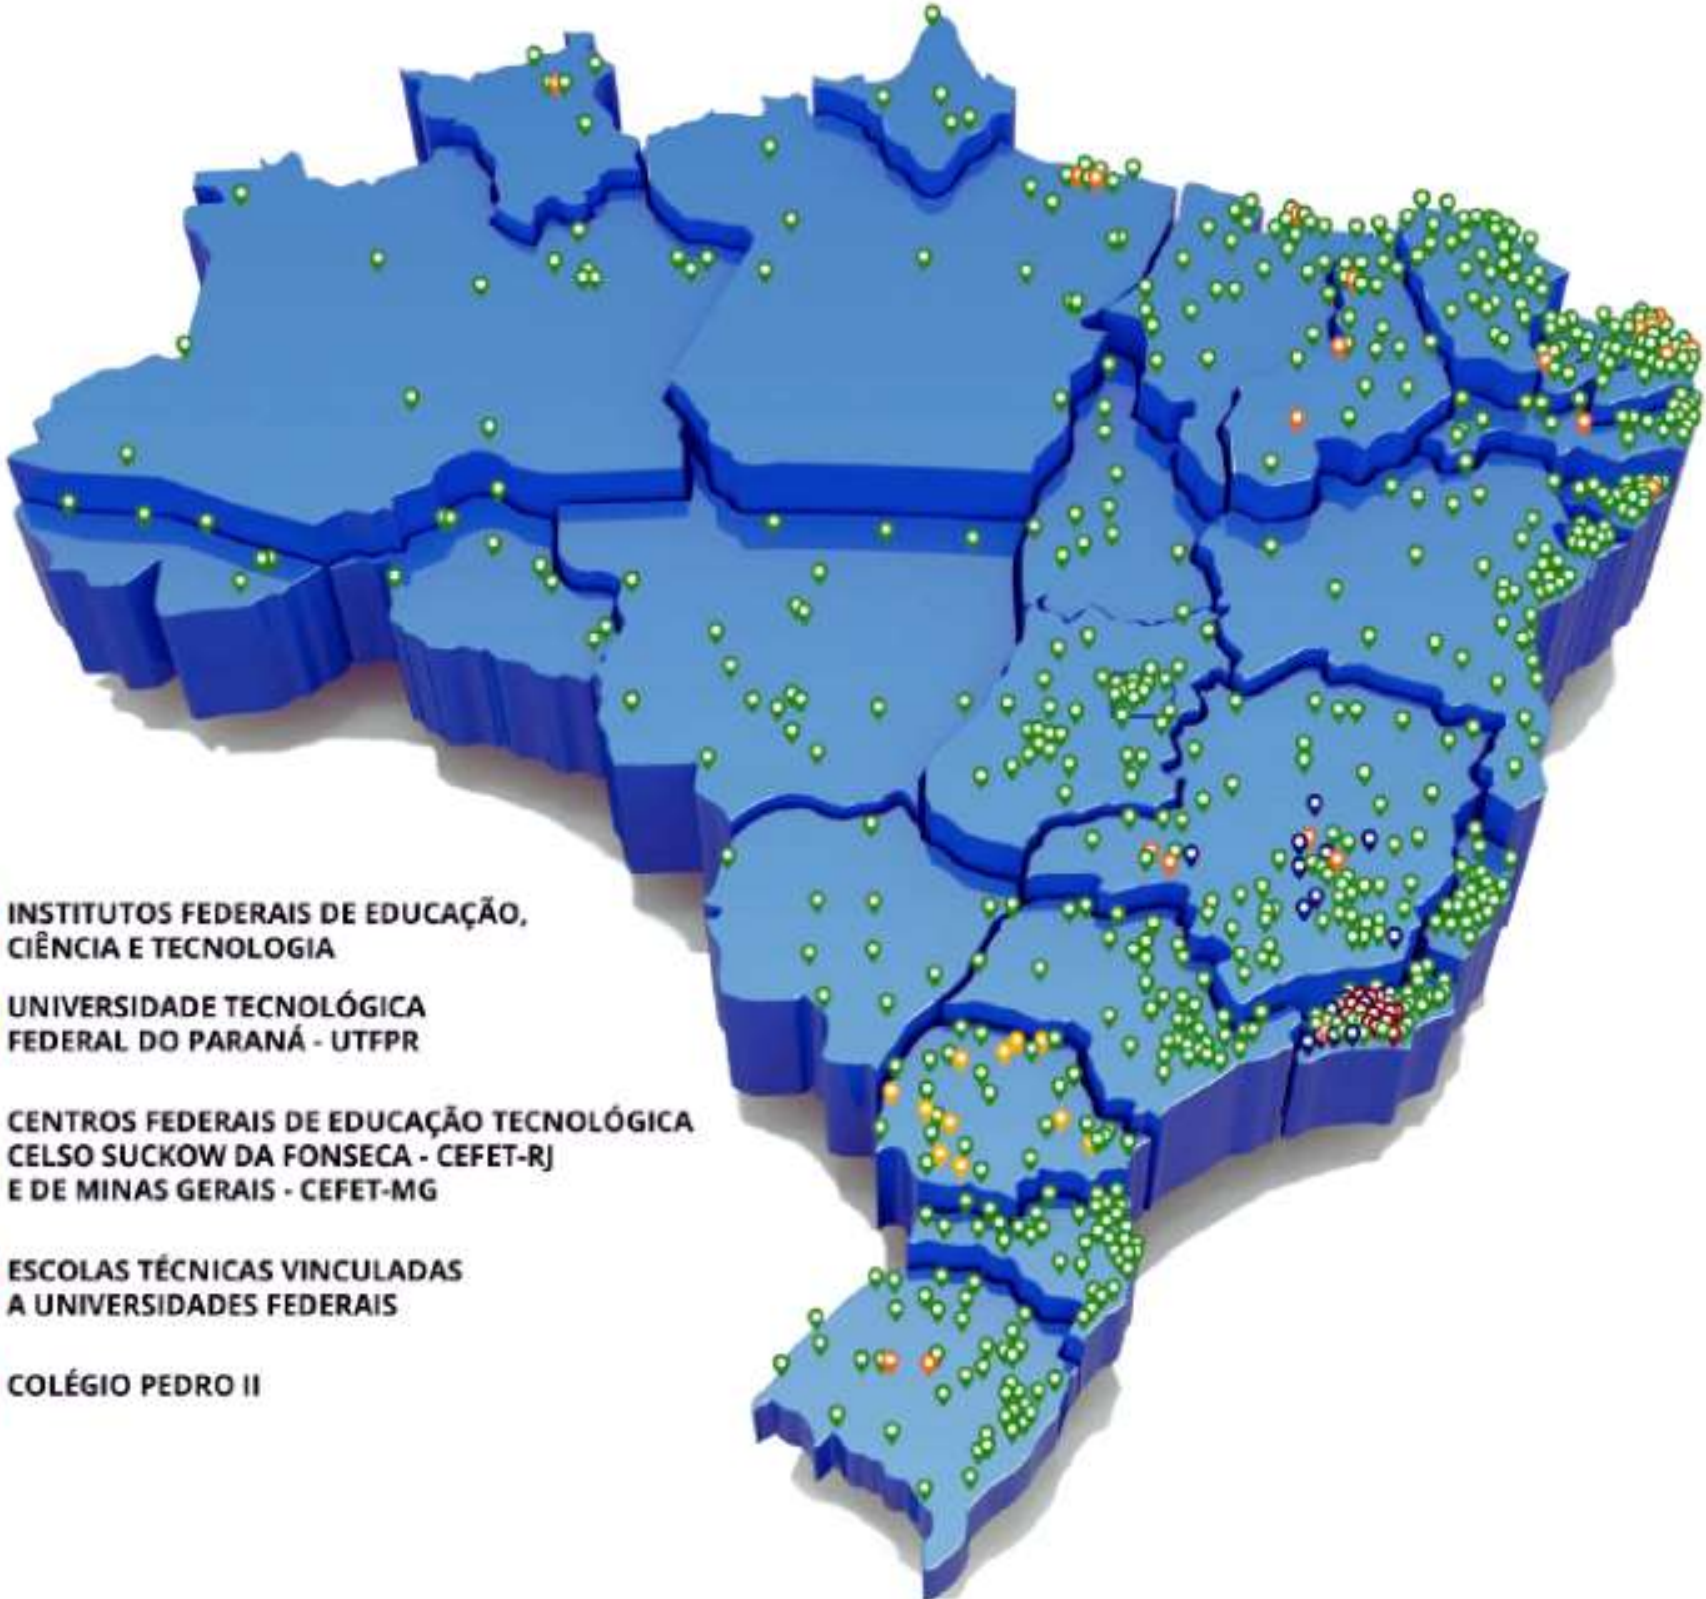 INSTITUTOS FEDERAIS DE EDUCAÇÃO,
CIÊNCIA E TECNOLOGIA
UNIVERSIDADE TECNOLÓGICA
FEDERAL DO PARANÁ - UTFPR
CENTROS FEDERAIS DE EDUCAÇÃO TECNOLÓGICA
CELSO SUCKOW DA FONSECA - CEFET-RJ
E DE MINAS GERAIS - CEFET-MG
ESCOLAS TÉCNICAS VINCULADAS
A UNIVERSIDADES FEDERAIS
COLÉGIO PEDRO II